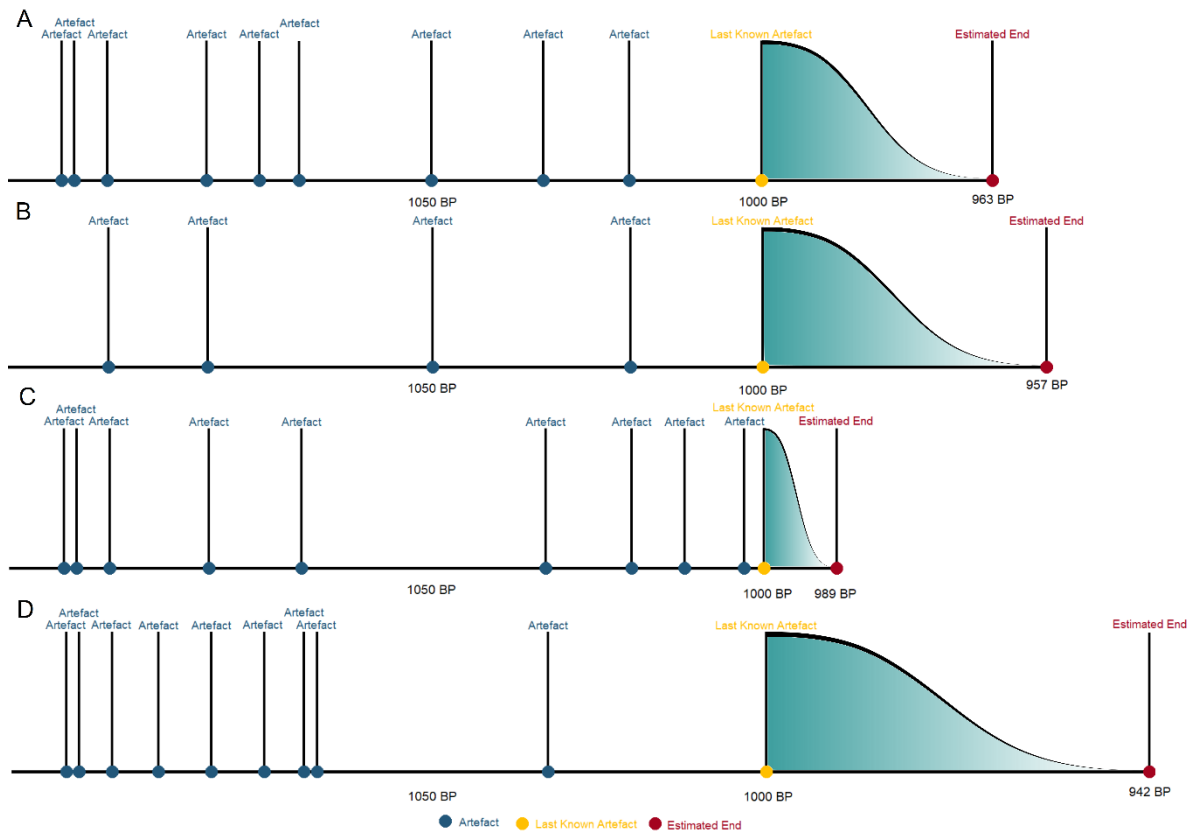 A
Artefact
Artefact
Artefact Artefact Artefact Artefact Artefact Artefact Artefact Last Known Artefact Estimated End
1050 BP 1000 BP 963 BP
B
Artefact Artefact Artefact Artefact Last Known Artefact Estimated End
1050 BP 1000 BP 957 BP
C
Artefact Last Known Artefact
Artefact Artefact Artefact Artefact Artefact Artefact Artefact Artefact Estimated End
1050 BP 1000 BP 989 BP
D
Artefact Artefact
Artefact Artefact Artefact Artefact Artefact Artefact Artefact Last Known Artefact Estimated End
1050 BP 1000 BP 942 BP
Artefact Last Known Artefact Estimated End